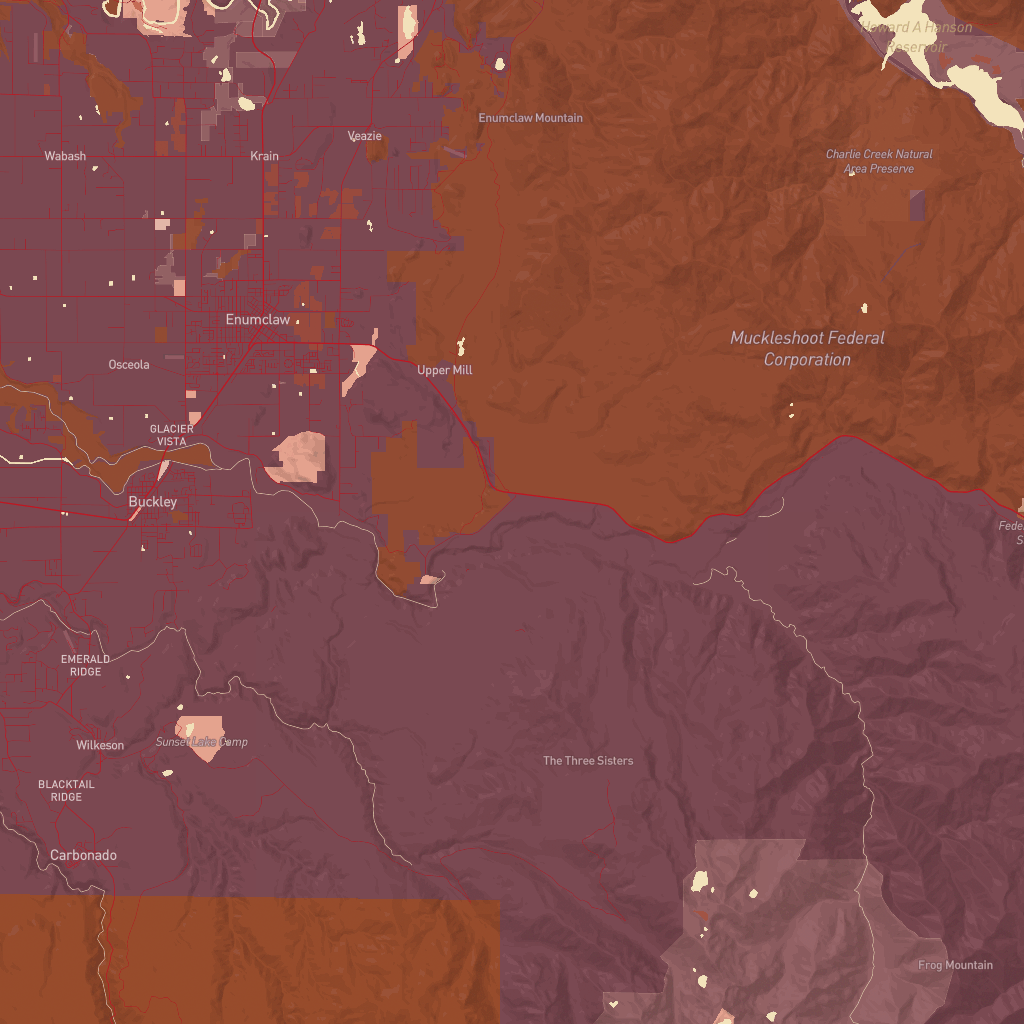 Howard A Hanson
Reservoir
Enumclaw Mountain
Veazie
Wabash
Krain
Charlie Creek Natural
Area Preserve
Enumclaw
Muckleshoot Federal
Corporation
Osceola
Upper Mill
GLACIER
VISTA
Buckley
EMERALD
RIDGE
Wilkeson
Sunset Lake Camp
The Three Sisters
BLACKTAIL
RIDGE
Carbonado
Frog Mountain